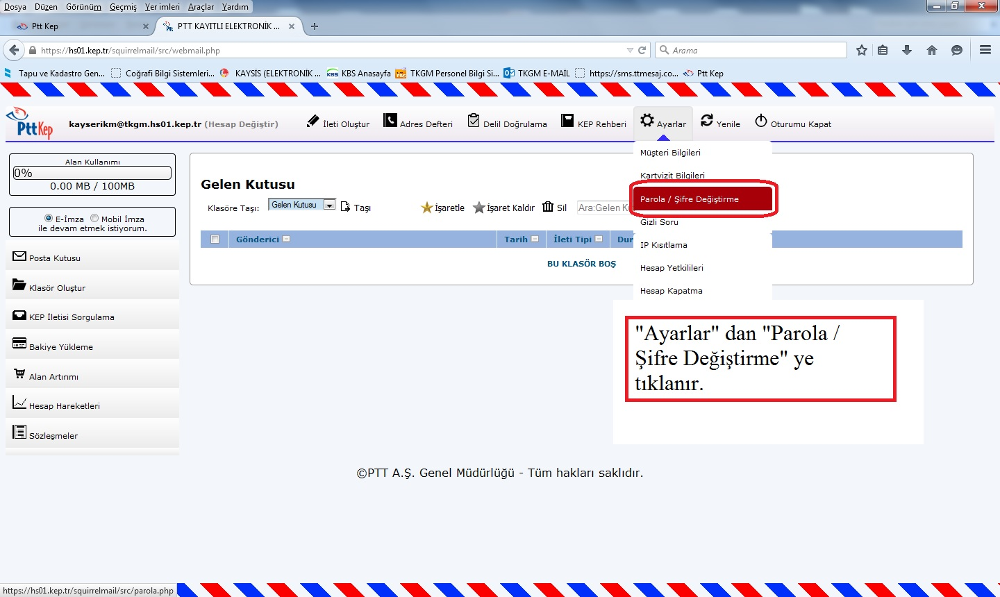 Dosya Düzen Görünüm Geçmiş Yer imleri Araçlar Yardım
Ptt Kep
PTT KAYITLI ELEKTRONİK ...
https://hs01.kep.tr/squirrelmail/src/webmail.php
Arama
Tapu ve Kadastro Gen... Coğrafi Bilgi Sistemleri... KAYSİS (ELEKTRONİK ... KBS KBS Anasayfa TKGM Personel Bilgi Si... TKGM E-MAİL https://sms.ttmesaj.co... Ptt Kep
PttKep
kayserikm@tkgm.hs01.kep.tr (Hesap Değiştir)
İleti Oluştur Adres Defteri Delil Doğrulama KEP Rehberi Ayarlar Yenile Oturumu Kapat
Müşteri Bilgileri
Kartvizit Bilgileri
Parola / Şifre Değiştirme
Gizli Soru
IP Kısıtlama
Hesap Yetkilileri
Hesap Kapatma
Alan Kullanımı
0%
0.00 MB / 100MB
E-İmza Mobil İmza
ile devam etmek istiyorum.
Posta Kutusu
Klasör Oluştur
KEP İletisi Sorgulama
Bakiye Yükleme
Alan Artırımı
Hesap Hareketleri
Sözleşmeler
Gelen Kutusu
Klasöre Taşı: Gelen Kutusu Taşı İşaretle İşaret Kaldır Sil Ara:Gelen K
Gönderici Tarih İleti Tipi Dur
BU KLASÖR BOŞ
"Ayarlar" dan "Parola /
Şifre Değiştirme" ye
tıklanır.
©PTT A.Ş. Genel Müdürlüğü - Tüm hakları saklıdır.
https://hs01.kep.tr/squirrelmail/src/parola.php